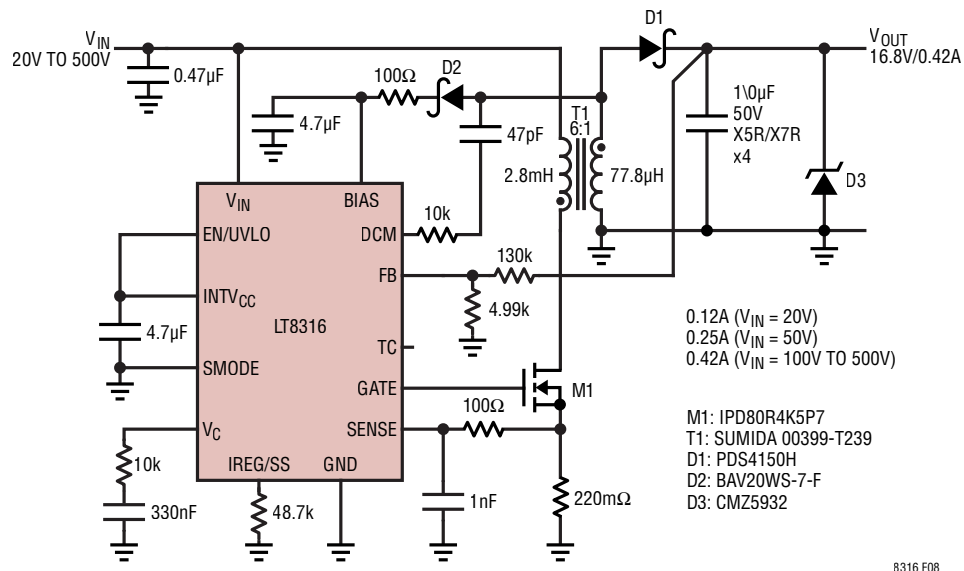 V_IN
20V TO 500V
0.47µF
4.7µF
100Ω
D2
47pF
D1
T1
6:1
2.8mH
77.8µH
V_OUT
16.8V/0.42A
1\0µF
50V
X5R/X7R
x4
D3
V_IN
BIAS
EN/UVLO
DCM
10k
FB
130k
4.99k
INTV_CC
4.7µF
LT8316
TC
SMODE
GATE
M1
100Ω
SENSE
V_C
IREG/SS
GND
10k
330nF
48.7k
1nF
220mΩ
0.12A (V_IN = 20V)
0.25A (V_IN = 50V)
0.42A (V_IN = 100V TO 500V)
M1: IPD80R4K5P7
T1: SUMIDA 00399-T239
D1: PDS4150H
D2: BAV20WS-7-F
D3: CMZ5932
8316 F08